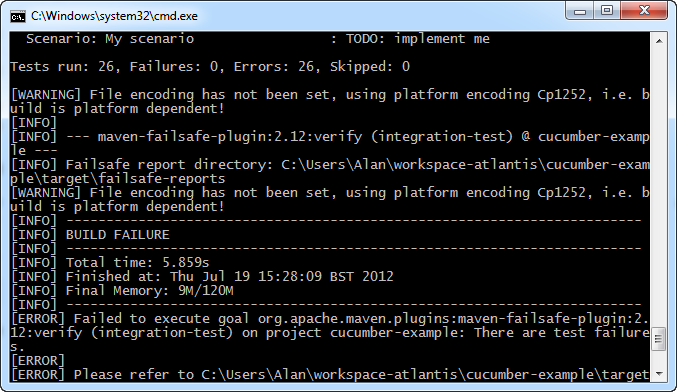 C:\Windows\system32\cmd.exe
Scenario: My scenario : TODO: implement me
Tests run: 26, Failures: 0, Errors: 26, Skipped: 0
[WARNING] File encoding has not been set, using platform encoding Cp1252, i.e. b
uild is platform dependent!
[INFO]
[INFO] --- maven-failsafe-plugin:2.12:verify (integration-test) @ cucumber-examp
le ---
[INFO] Failsafe report directory: C:\Users\Alan\workspace-atlantis\cucumber-exam
ple\target\failsafe-reports
[WARNING] File encoding has not been set, using platform encoding Cp1252, i.e. b
uild is platform dependent!
[INFO] ------------------------------------------------------------------------
[INFO] BUILD FAILURE
[INFO] ------------------------------------------------------------------------
[INFO] Total time: 5.859s
[INFO] Finished at: Thu Jul 19 15:28:09 BST 2012
[INFO] Final Memory: 9M/120M
[INFO] ------------------------------------------------------------------------
[ERROR] Failed to execute goal org.apache.maven.plugins:maven-failsafe-plugin:2.
12:verify (integration-test) on project cucumber-example: There are test failure
s.
[ERROR]
[ERROR] Please refer to C:\Users\Alan\workspace-atlantis\cucumber-example\target